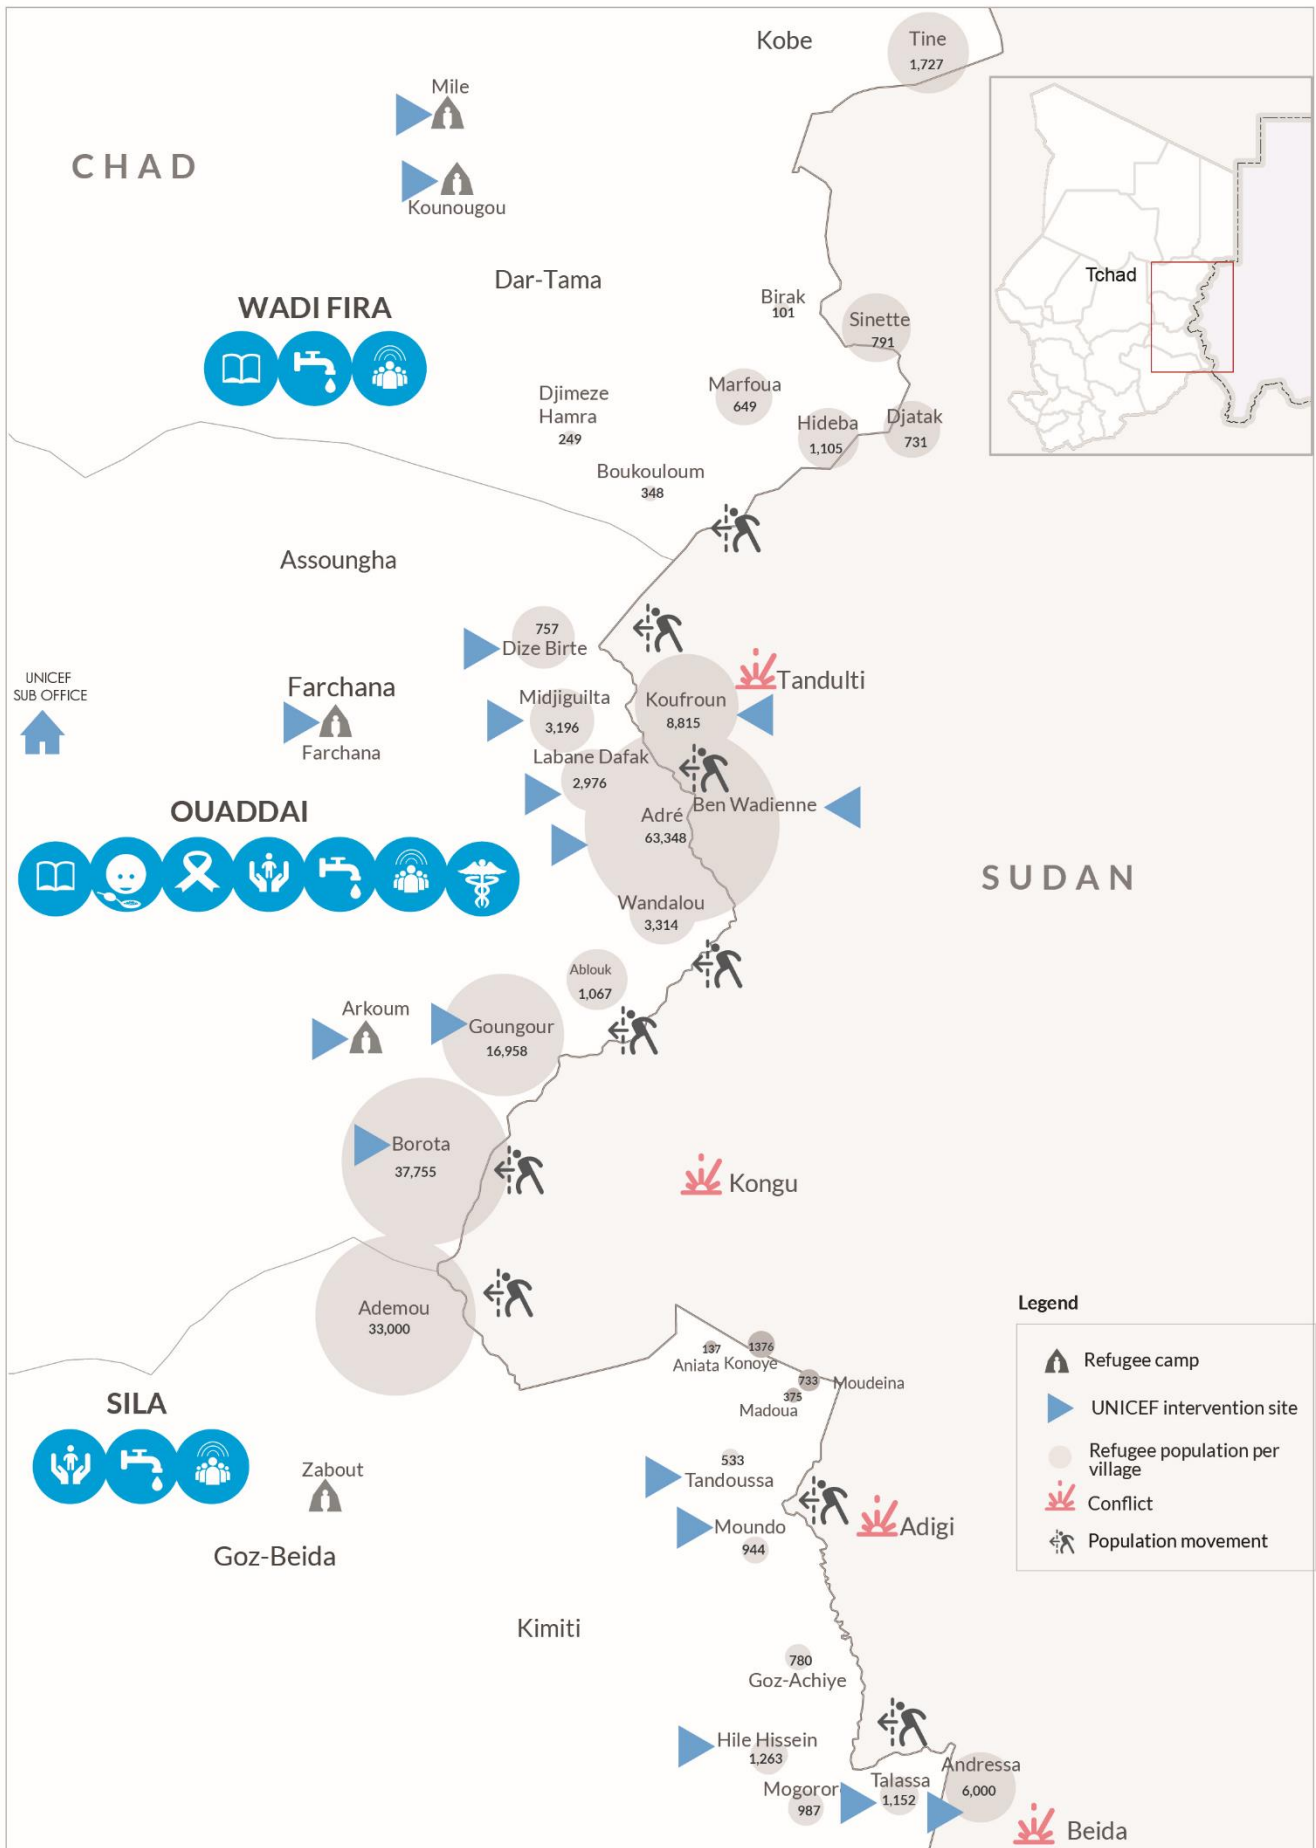 Kobe
Tine
1,727
Mile
CHAD
Kounougou
Tchad
Dar-Tama
Birak
101
Sinette
791
WADI FIRA
Marfoua
649
Djimeze
Hamra
249
Hideba
1,105
Djatak
731
Boukouloum
348
Assoungha
757
Dize Birte
UNICEF
SUB OFFICE
Farchana
Farchana
Midjiguilta
3,196
Koufroun
8,815
Tandulti
Labane Dafak
2,976
Ben Wadienne
OUADDAI
Adré
63,348
SUDAN
Wandalou
3,314
Ablouk
1,067
Arkoum
Goungour
16,958
Borota
37,755
Kongu
Ademou
33,000
137
Aniata
1376
Konoye
733
Moudeina
375
Madoua
SILA
Zabout
533
Tandoussa
Moundo
944
Adigi
Goz-Beida
Kimiti
780
Goz-Achiye
Hile Hissein
1,263
Mogoror
987
Talassa
1,152
Andressa
6,000
Beida
Legend
Refugee camp
UNICEF intervention site
Refugee population per
village
Conflict
Population movement